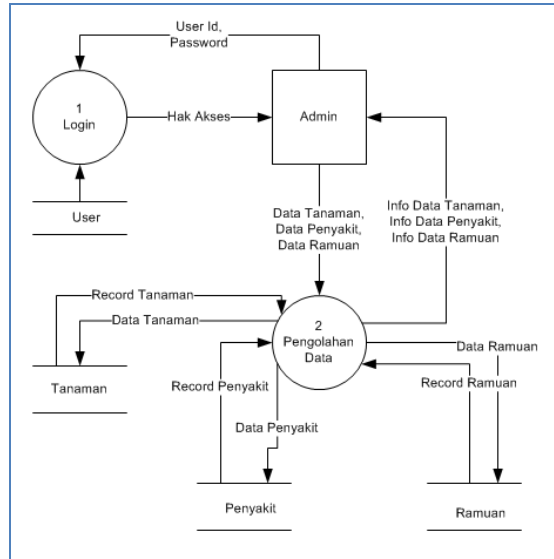 User Id,
Password
1
Login
Hak Akses
Admin
User
Data Tanaman,
Data Penyakit,
Data Ramuan
Info Data Tanaman,
Info Data Penyakit,
Info Data Ramuan
Record Tanaman
Data Tanaman
2
Pengolahan
Data
Data Ramuan
Record Ramuan
Tanaman
Record Penyakit
Data Penyakit
Penyakit
Ramuan